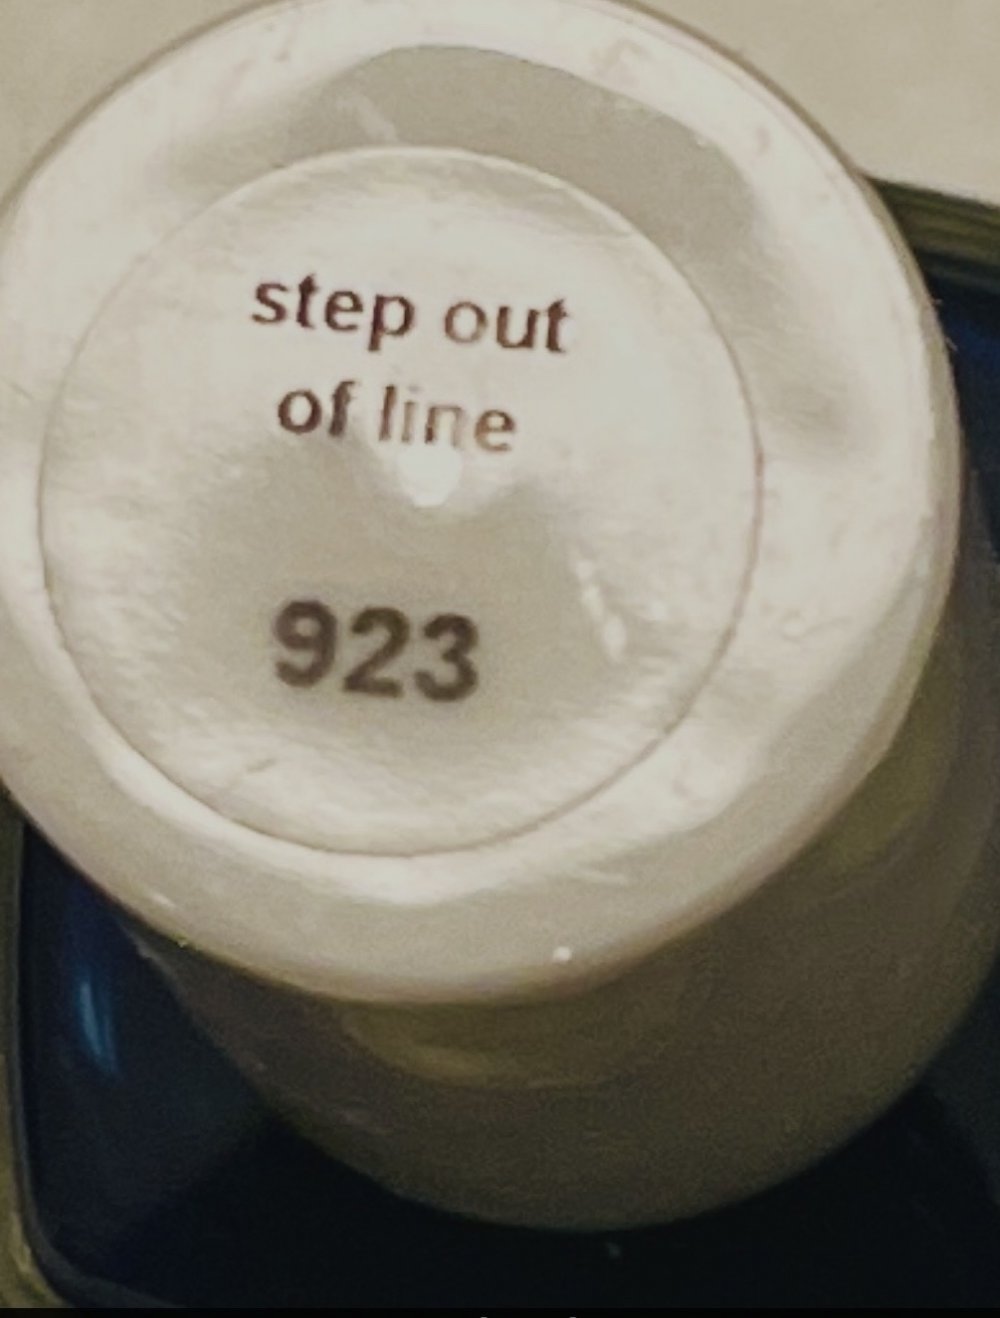 step out
of line
923